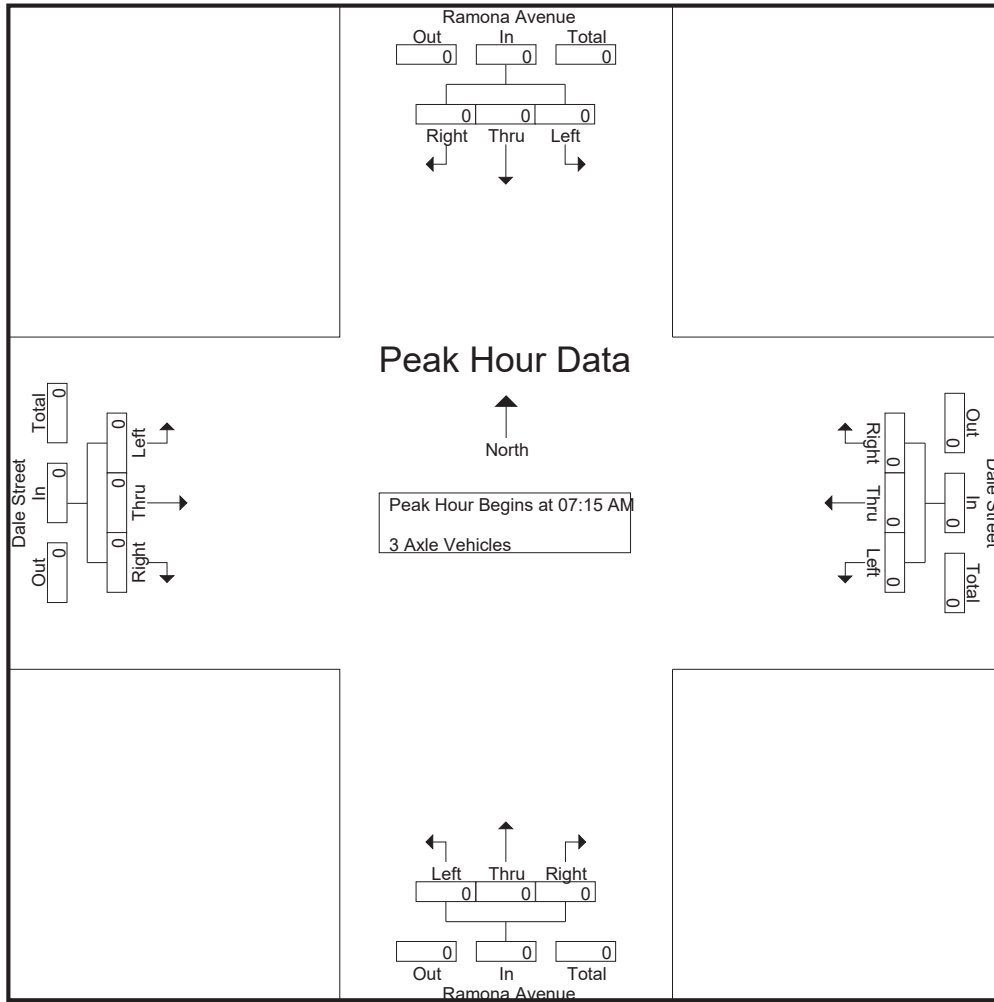 Ramona Avenue
Out In Total
0 0 0
0 0 0
Right Thru Left
Peak Hour Data
North
Peak Hour Begins at 07:15 AM
3 Axle Vehicles
Dale Street
Out In Total
0 0 0
0 0 0
Right Thru Left
Dale Street
Out In Total
0 0 0
0 0 0
Right Thru Left
Left Thru Right
0 0 0
0 0 0
Out In Total
Ramona Avenue